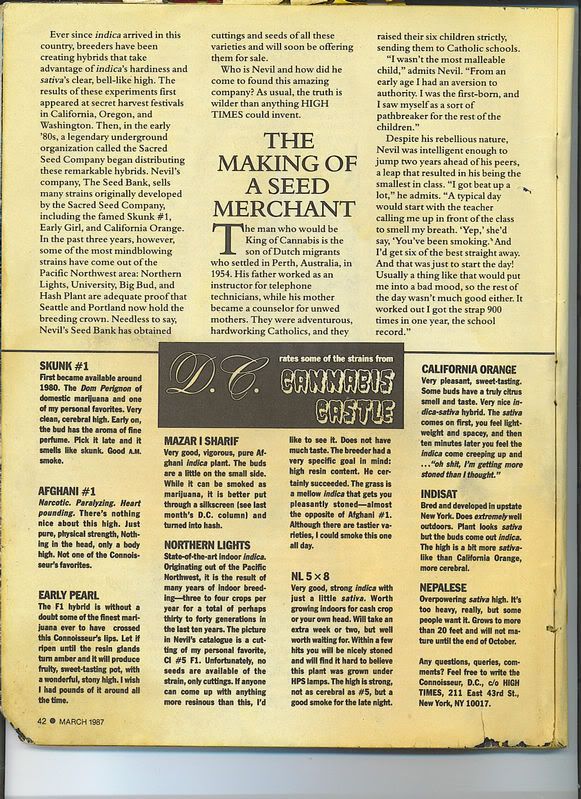 Ever since indica arrived in this
country, breeders have been
creating hybrids that take
advantage of indica's hardiness and
sativa's clear, bell-like high. The
results of these experiments first
appeared at secret harvest festivals
in California, Oregon, and
Washington. Then, in the early
'80s, a legendary underground
organization called the Sacred
Seed Company began distributing
these remarkable hybrids. Nevil's
company, The Seed Bank, sells
many strains originally developed
by the Sacred Seed Company,
including the famed Skunk #1,
Early Girl, and California Orange.
In the past three years, however,
some of the most mindblowing
strains have come out of the
Pacific Northwest area: Northern
Lights, University, Big Bud, and
Hash Plant are adequate proof that
Seattle and Portland now hold the
breeding crown. Needless to say,
Nevil's Seed Bank has obtained
cuttings and seeds of all these
varieties and will soon be offering
them for sale.
Who is Nevil and how did he
come to found this amazing
company? As usual, the truth is
wilder than anything HIGH
TIMES could invent.
THE
MAKING OF
A SEED
MERCHANT
The man who would be
King of Cannabis is the
son of Dutch migrants
who settled in Perth, Australia, in
1954. His father worked as an
instructor for telephone
technicians, while his mother
became a counselor for unwed
mothers. They were adventurous,
hardworking Catholics, and they
raised their six children strictly,
sending them to Catholic schools.
"I wasn't the most malleable
child," admits Nevil. "From an
early age I had an aversion to
authority. I was the first-born, and
I saw myself as a sort of
pathbreaker for the rest of the
children."
Despite his rebellious nature,
Nevil was intelligent enough to
jump two years ahead of his peers,
a leap that resulted in his being the
smallest in class. "I got beat up a
lot," he admits. "A typical day
would start with the teacher
calling me up in front of the class
to smell my breath. 'Yep,' she'd
say, 'You've been smoking.' And
I'd get six of the best straight away.
And that was just to start the day!
Usually a thing like that would put
me into a bad mood, so the rest of
the day wasn't much good either. It
worked out I got the strap 900
times in one year, the school
record."
D.C. rates some of the strains from
CANNABIS
CASTLE
SKUNK #1
First became available around
1980. The Dom Perignon of
domestic marijuana and one
of my personal favorites. Very
clean, cerebral high. Early on,
the bud has the aroma of fine
perfume. Pick it late and it
smells like skunk. Good A.M.
smoke.
AFGHANI #1
Narcotic. Paralyzing. Heart
pounding. There's nothing
nice about this high. Just
pure, physical strength, Noth-
ing in the head, only a body
high. Not one of the Connois-
seur's favorites.
EARLY PEARL
The F1 hybrid is without a
doubt some of the finest mari-
juana ever to have crossed
this Connoisseur's lips. Let if
ripen until the resin glands
turn amber and it will produce
fruity, sweet-tasting pot, with
a wonderful, stony high. I wish
I had pounds of it around all
the time.
MAZAR I SHARIF
Very good, vigorous, pure Af-
ghani indica plant. The buds
are a little on the small side.
While it can be smoked as
marijuana, it is better put
through a silkscreen (see last
month's D.C. column) and
turned into hash.
NORTHERN LIGHTS
State-of-the-art indoor indica.
Originating out of the Pacific
Northwest, it is the result of
many years of indoor breed-
ing—three to four crops per
year for a total of perhaps
thirty to forty generations in
the last ten years. The picture
in Nevil's catalogue is a cut-
ting of my personal favorite,
CI #5 F1. Unfortunately, no
seeds are available of the
strain, only cuttings. If anyone
can come up with anything
more resinous than this, I'd
like to see it. Does not have
much taste. The breeder had a
very specific goal in mind:
high resin content. He cer-
tainly succeeded. The grass is
a mellow indica that gets you
pleasantly stoned—almost
the opposite of Afghani #1.
Although there are tastier va-
rieties, I could smoke this one
all day.
NL 5×8
Very good, strong indica with
just a little sativa. Worth
growing indoors for cash crop
or your own head. Will take an
extra week or two, but well
worth waiting for. Within a few
hits you will be nicely stoned
and will find it hard to believe
this plant was grown under
HPS lamps. The high is strong,
not as cerebral as #5, but a
good smoke for the late night.
CALIFORNIA ORANGE
Very pleasant, sweet-tasting.
Some buds have a truly citrus
smell and taste. Very nice in-
dica-sativa hybrid. The sativa
comes on first, you feel light-
weight and spacey, and then
ten minutes later you feel the
indica come creeping up and
..."oh shit, I'm getting more
stoned than I thought."
INDISAT
Bred and developed in upstate
New York. Does extremely well
outdoors. Plant looks sativa
but the buds come out indica.
The high is a bit more sativa-
like than California Orange,
more cerebral.
NEPALESE
Overpowering sativa high. It's
too heavy, really, but some
people want it. Grows to more
than 20 feet and will not ma-
ture until the end of October.
Any questions, queries, com-
ments? Feel free to write the
Connoisseur, D.C., c/o HIGH
TIMES, 211 East 43rd St.,
New York, NY 10017.
42 ● MARCH 1987